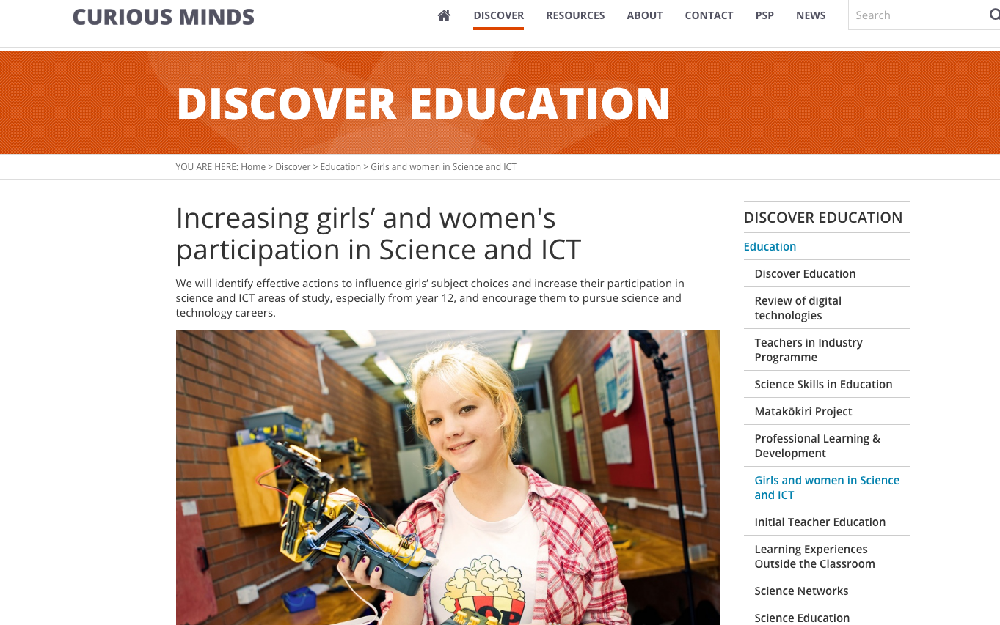 CURIOUS MINDS
DISCOVER
RESOURCES
ABOUT
CONTACT
PSP
NEWS
Search
DISCOVER EDUCATION
YOU ARE HERE: Home > Discover > Education > Girls and women in Science and ICT
Increasing girls’ and women's
participation in Science and ICT
We will identify effective actions to influence girls’ subject choices and increase their participation in
science and ICT areas of study, especially from year 12, and encourage them to pursue science and
technology careers.
DISCOVER EDUCATION
Education
Discover Education
Review of digital
technologies
Teachers in Industry
Programme
Science Skills in Education
Matakōkiri Project
Professional Learning &
Development
Girls and women in Science
and ICT
Initial Teacher Education
Learning Experiences
Outside the Classroom
Science Networks
Science Education